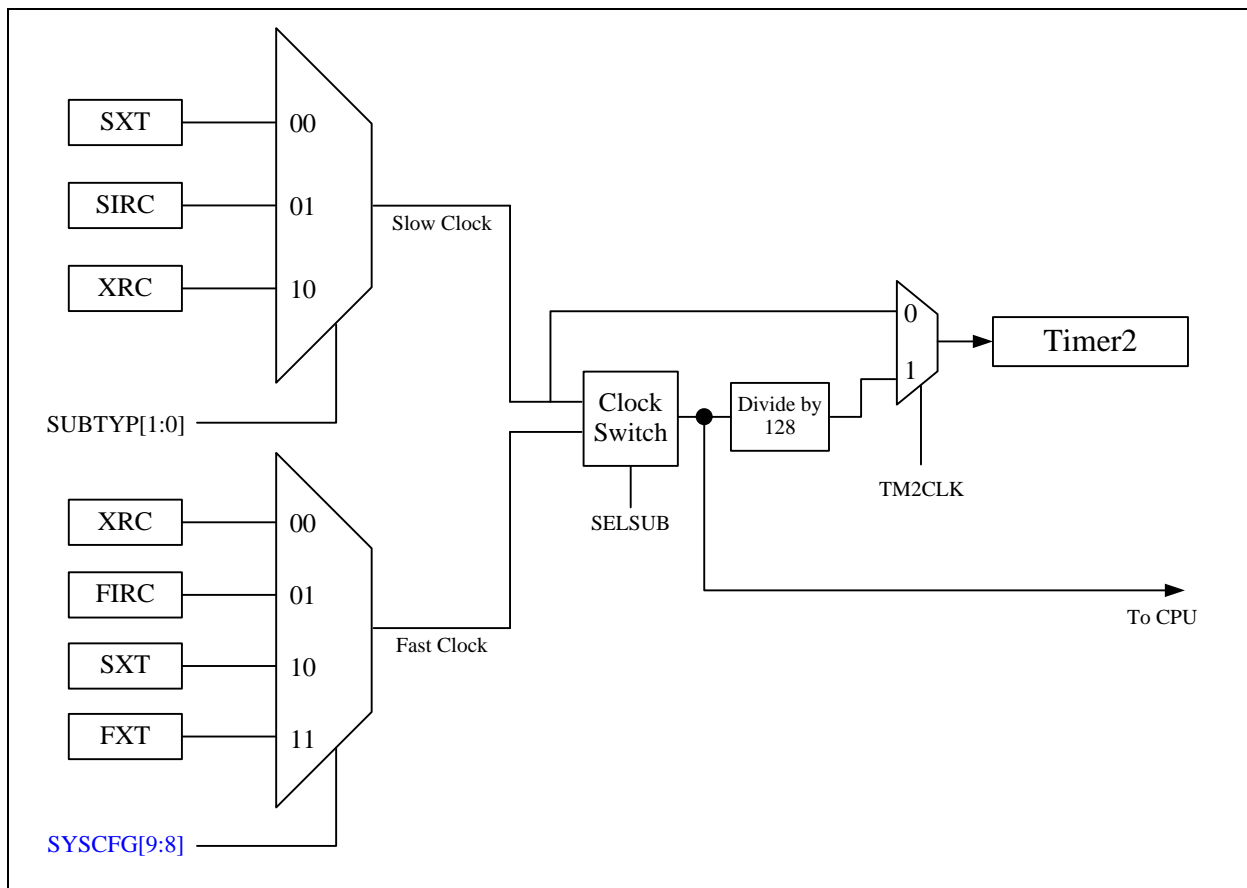 SXT
00
SIRC
01
Slow Clock
XRC
10
SUBTYP[1:0]
XRC
00
FIRC
01
SXT
10
Fast Clock
FXT
11
SYSCFG[9:8]
Clock
Switch
SELSUB
Divide by
128
0
1
TM2CLK
Timer2
To CPU